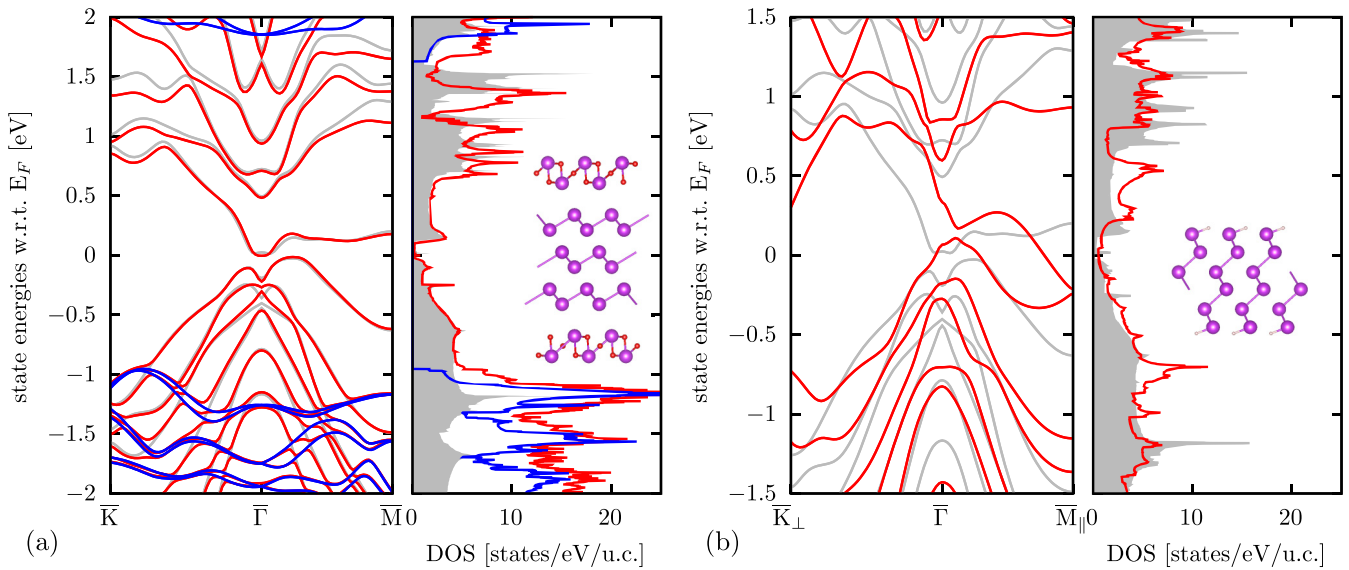 state energies w.r.t. E_F [eV]
2
1.5
1
0.5
0
−0.5
−1
−1.5
−2
K̅ Γ̅ M̅
0 10 20
DOS [states/eV/u.c.]
(a)
state energies w.r.t. E_F [eV]
1.5
1
0.5
0
−0.5
−1
−1.5
K̅⊥ Γ̅ M̅∥
0 10 20
DOS [states/eV/u.c.]
(b)